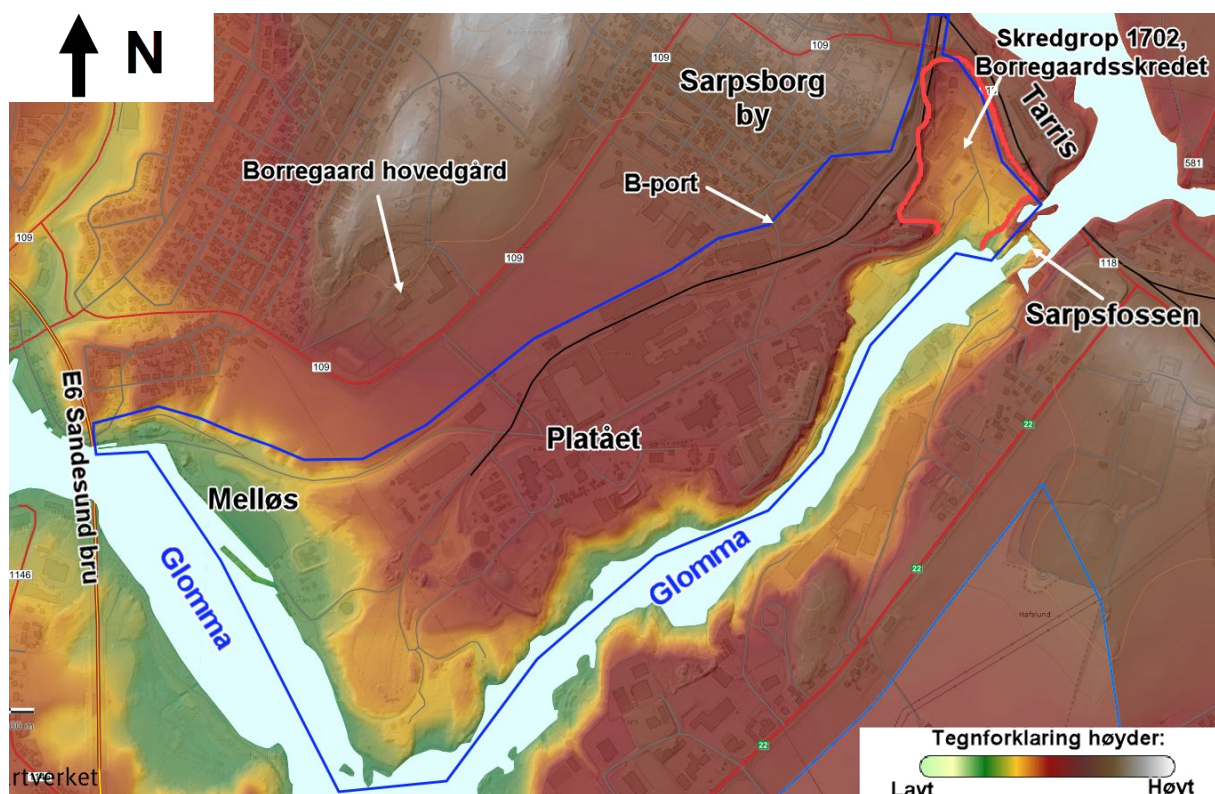 N
109
Skredgrop 1702,
Borregaardsskredet
Sarpsborg
by
Tarris
109
581
Borregaard hovedgård
B-port
109
109
118
Sarpsfossen
109
E6 Sandesund bru
Platået
22
Melløs
Glomma
Glomma
1146
22
Hafslund
22
Tegnforklaring høyder:
Lavt
Høyt
rtverket